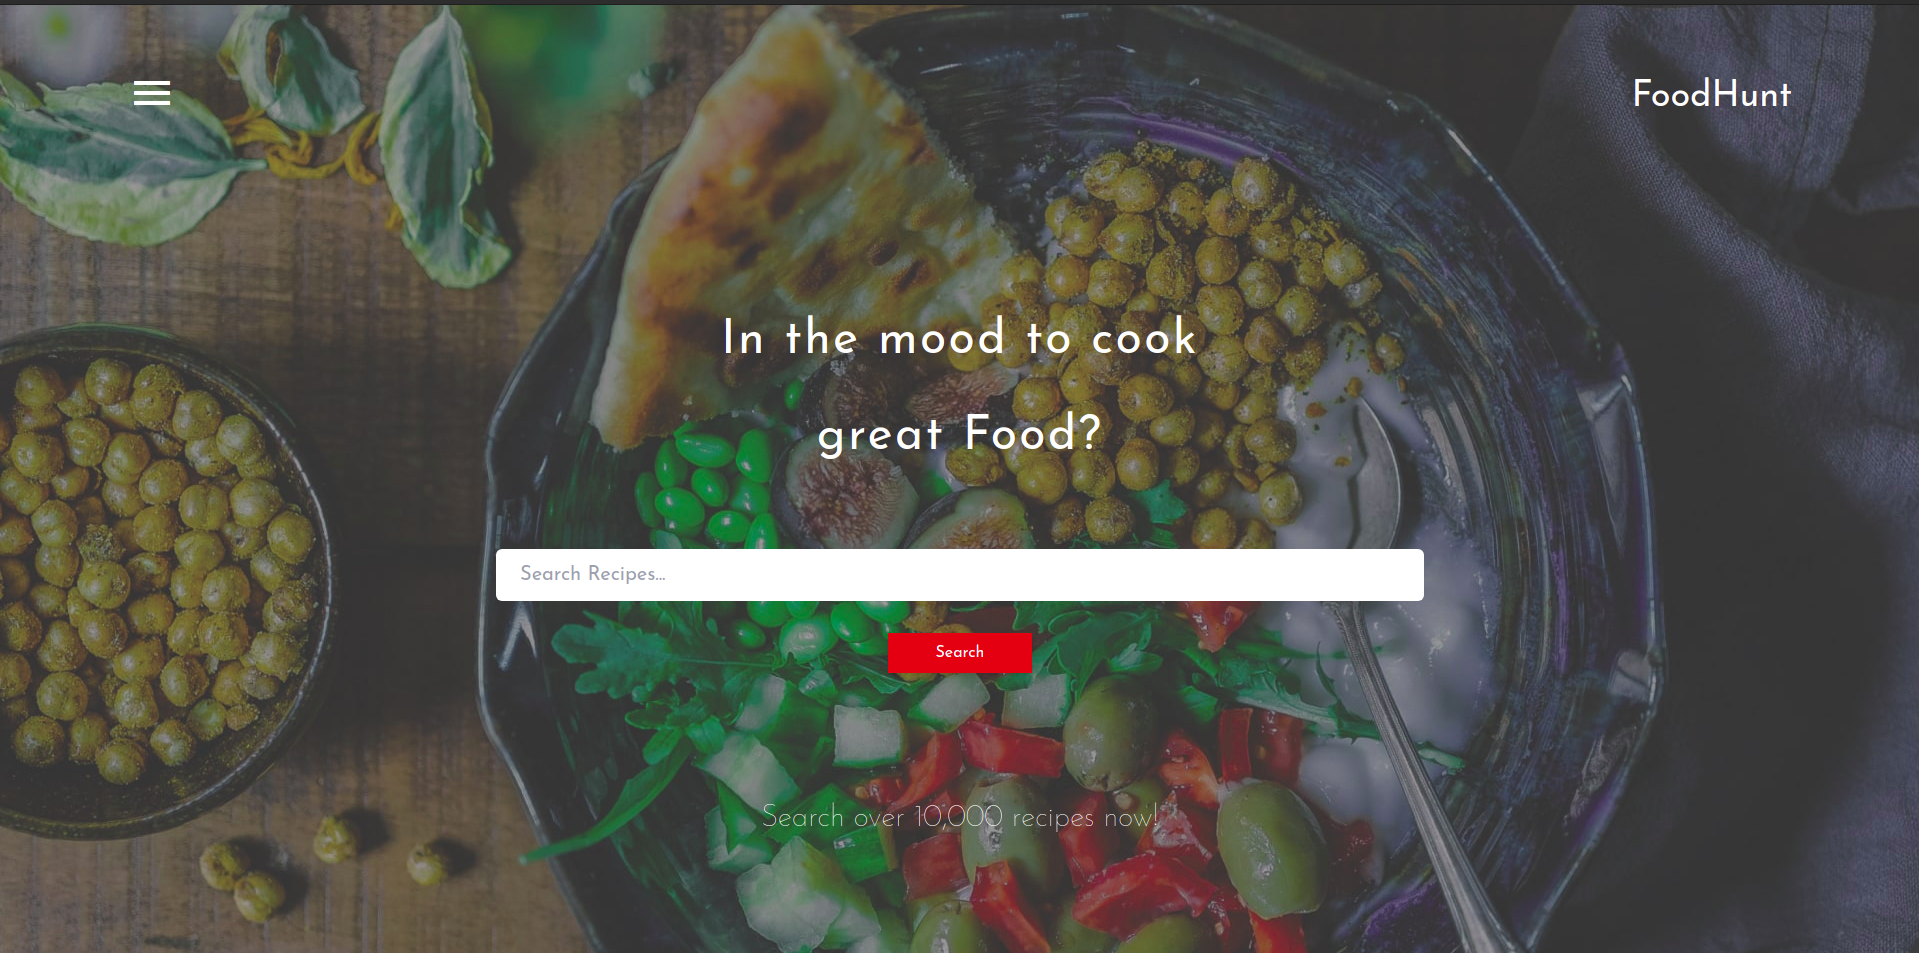 FoodHunt
In the mood to cook
great Food?
Search Recipes...
Search
Search over 10,000 recipes now!